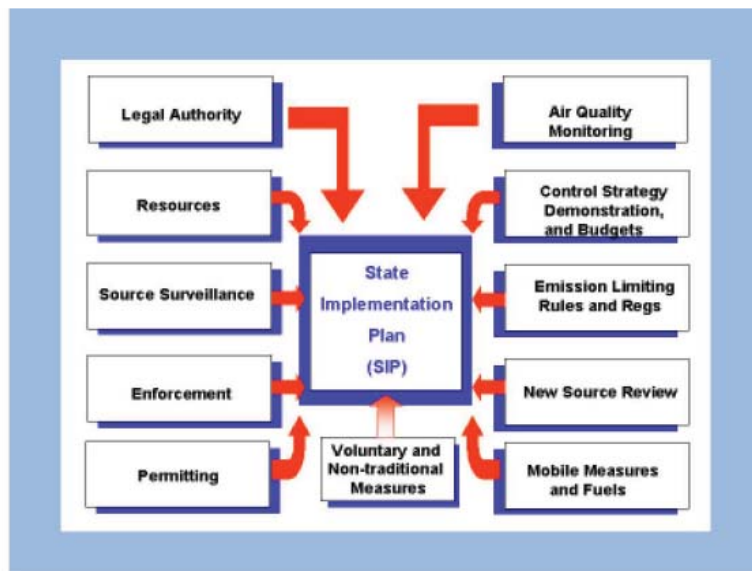 Legal Authority
Air Quality
Monitoring
Resources
Control Strategy
Demonstration,
and Budgets
Source Surveillance
State
Implementation
Plan
(SIP)
Emission Limiting
Rules and Regs
Enforcement
New Source Review
Permitting
Voluntary and
Non-traditional
Measures
Mobile Measures
and Fuels